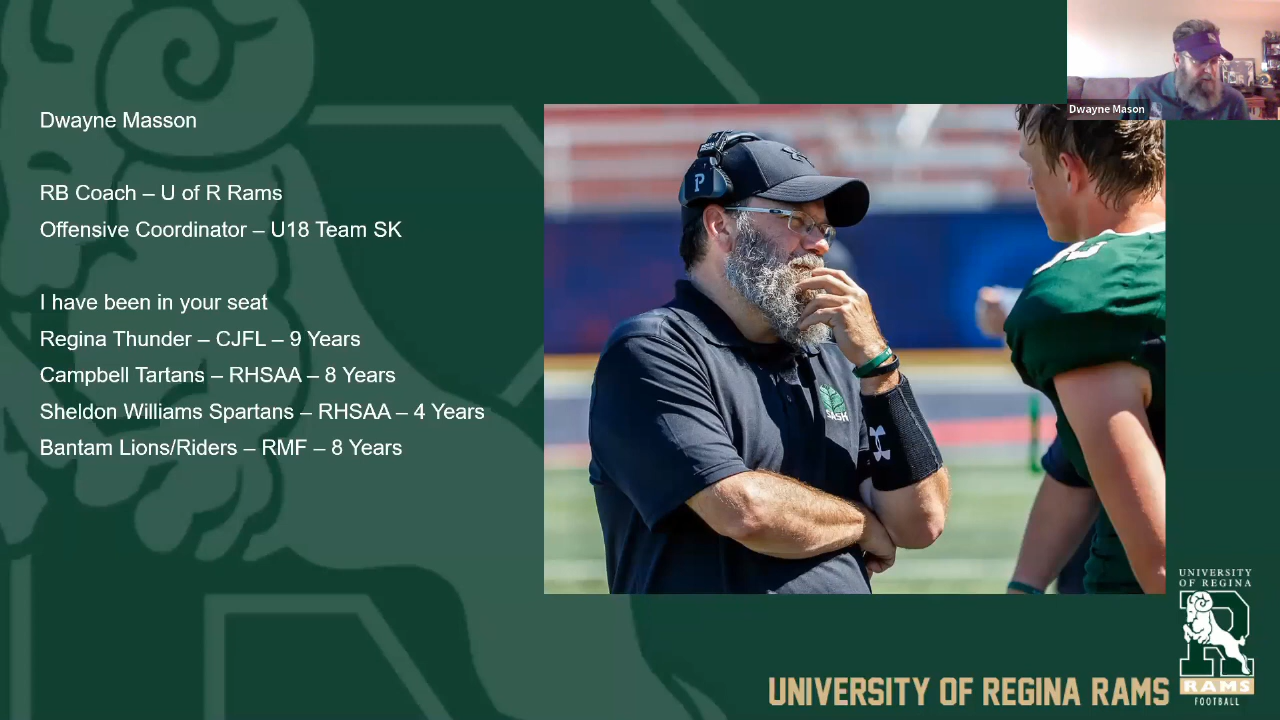 Dwayne Masson
RB Coach – U of R Rams
Offensive Coordinator – U18 Team SK
I have been in your seat
Regina Thunder – CJFL – 9 Years
Campbell Tartans – RHSAA – 8 Years
Sheldon Williams Spartans – RHSAA – 4 Years
Bantam Lions/Riders – RMF – 8 Years
Dwayne Mason
P
SASK
UNIVERSITY
OF REGINA
R
RAMS
FOOTBALL
UNIVERSITY OF REGINA RAMS